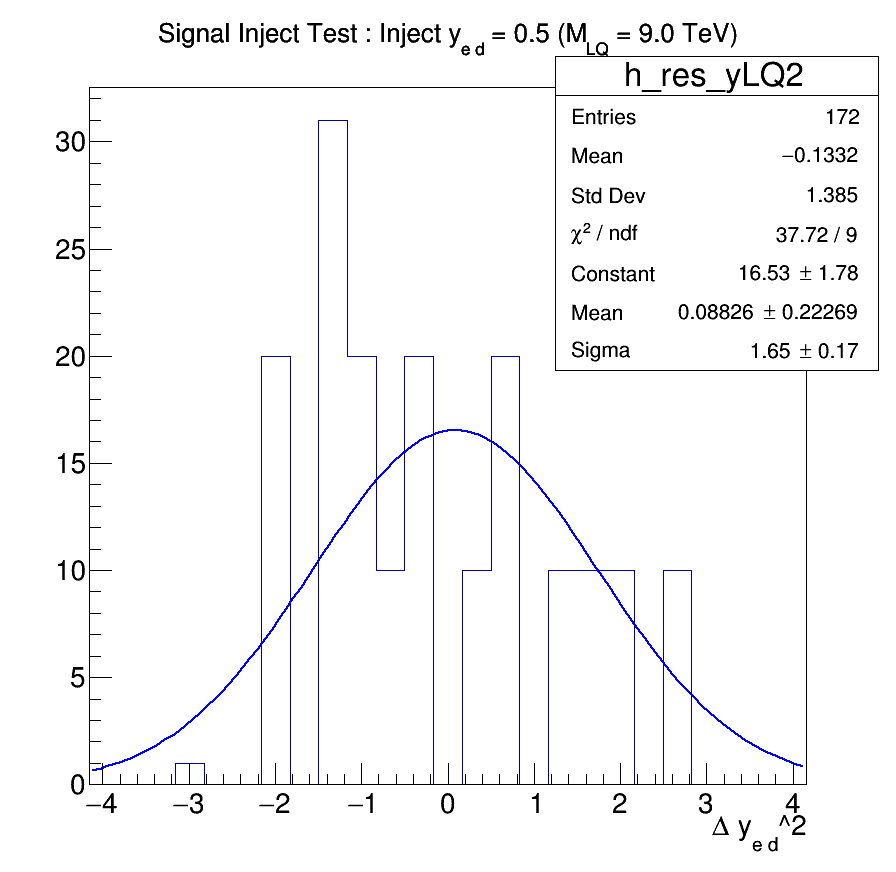 Signal Inject Test : Inject y_{e d} = 0.5 (M_{LQ} = 9.0 TeV)
h_res_yLQ2
Entries 172
Mean −0.1332
Std Dev 1.385
χ² / ndf 37.72 / 9
Constant 16.53 ± 1.78
Mean 0.08826 ± 0.22269
Sigma 1.65 ± 0.17
30
25
20
15
10
5
0
−4 −3 −2 −1 0 1 2 3 4
Δ y_{e d}^2